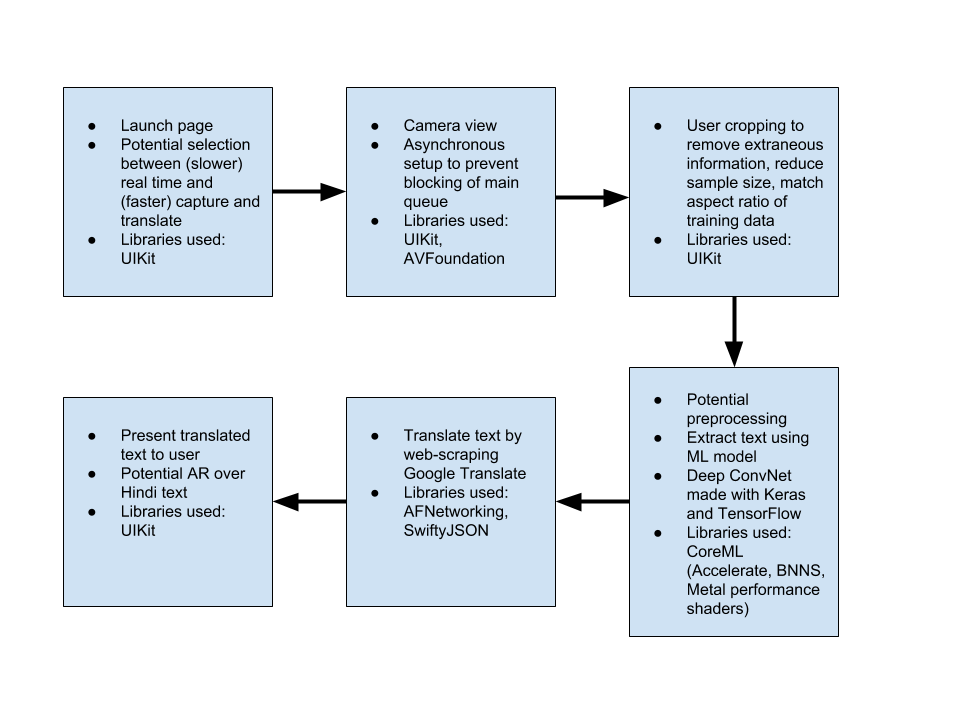 ● Launch page
● Potential selection
between (slower)
real time and
(faster) capture and
translate
● Libraries used:
UIKit
● Camera view
● Asynchronous
setup to prevent
blocking of main
queue
● Libraries used:
UIKit,
AVFoundation
● User cropping to
remove extraneous
information, reduce
sample size, match
aspect ratio of
training data
● Libraries used:
UIKit
● Potential
preprocessing
● Extract text using
ML model
● Deep ConvNet
made with Keras
and TensorFlow
● Libraries used:
CoreML
(Accelerate, BNNS,
Metal performance
shaders)
● Translate text by
web-scraping
Google Translate
● Libraries used:
AFNetworking,
SwiftyJSON
● Present translated
text to user
● Potential AR over
Hindi text
● Libraries used:
UIKit